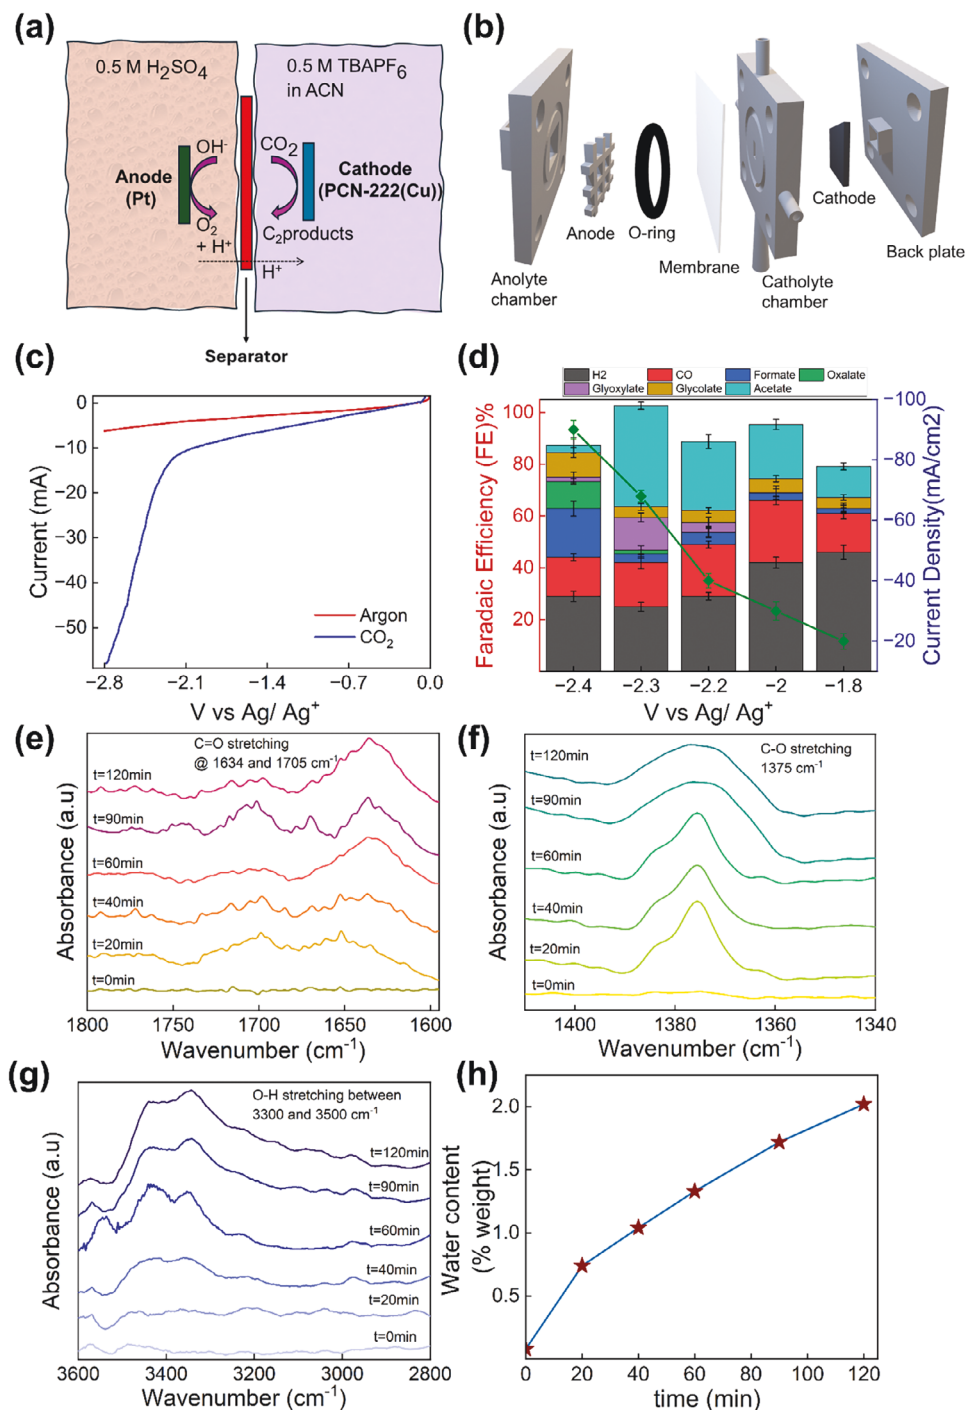 (a)
0.5 M H2SO4
0.5 M TBAPF6
in ACN
OH-
CO2
Anode
(Pt)
Cathode
(PCN-222(Cu))
O2
+ H+
C2products
H+
Separator
(b)
Anolyte
chamber
Anode
O-ring
Membrane
Catholyte
chamber
Cathode
Back plate
(c)
Current (mA)
0
−10
−20
−30
−40
−50
Argon
CO2
−2.8
−2.1
−1.4
−0.7
0.0
V vs Ag/ Ag+
(d)
H2
CO
Formate
Oxalate
Glyoxylate
Glycolate
Acetate
Faradaic Efficiency (FE)%
100
80
60
40
20
−100
−80
−60
−40
−20
Current Density(mA/cm2)
−2.4
−2.3
−2.2
−2
−1.8
V vs Ag/ Ag+
(e)
C=O stretching
@ 1634 and 1705 cm-1
Absorbance (a.u)
t=120min
t=90min
t=60min
t=40min
t=20min
t=0min
1800
1750
1700
1650
1600
Wavenumber (cm-1)
(f)
C-O stretching
1375 cm-1
Absorbance (a.u)
t=120min
t=90min
t=60min
t=40min
t=20min
t=0min
1400
1380
1360
1340
Wavenumber (cm-1)
(g)
O-H stretching between
3300 and 3500 cm-1
Absorbance (a.u)
t=120min
t=90min
t=60min
t=40min
t=20min
t=0min
3600
3400
3200
3000
2800
Wavenumber (cm-1)
(h)
Water content
(% weight)
2.0
1.5
1.0
0.5
0
20
40
60
80
100
120
time (min)